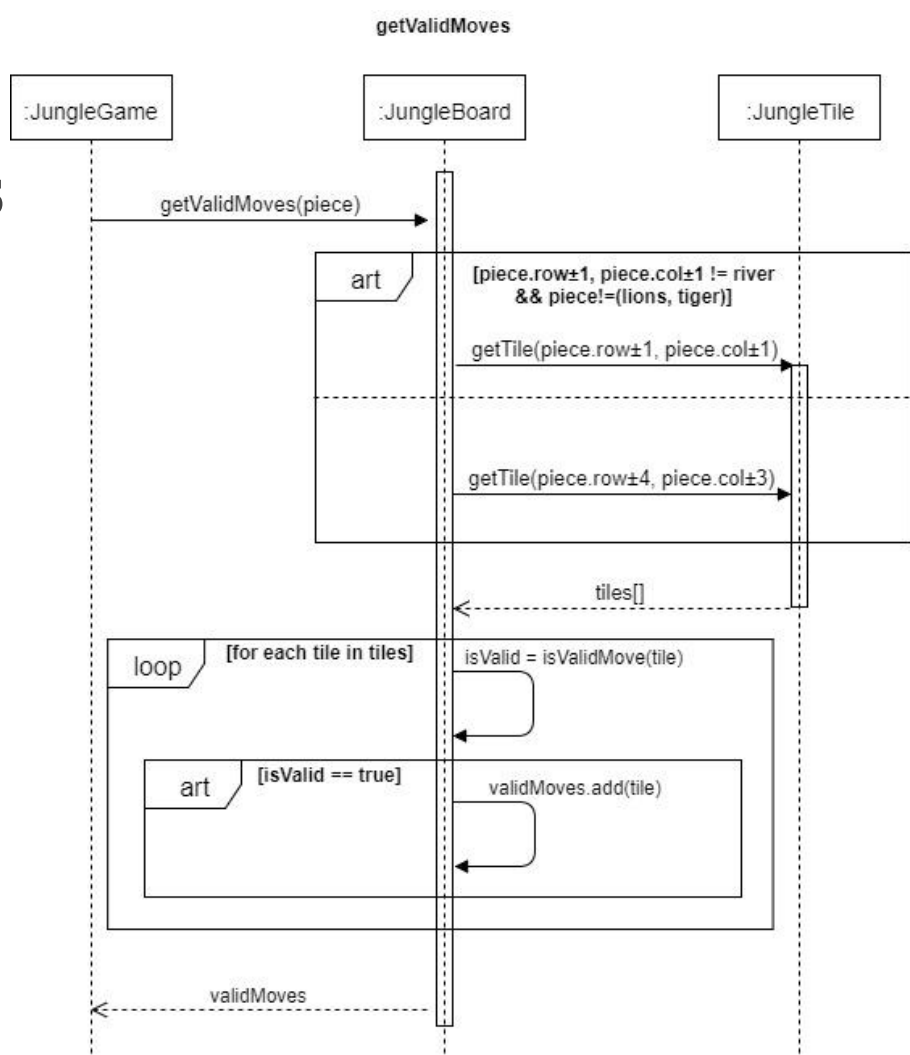 getValidMoves
:JungleGame
:JungleBoard
:JungleTile
getValidMoves(piece)
art
[piece.row±1, piece.col±1 != river
&& piece!=(lions, tiger)]
getTile(piece.row±1, piece.col±1)
getTile(piece.row±4, piece.col±3)
tiles[]
loop
[for each tile in tiles]
isValid = isValidMove(tile)
art
[isValid == true]
validMoves.add(tile)
validMoves